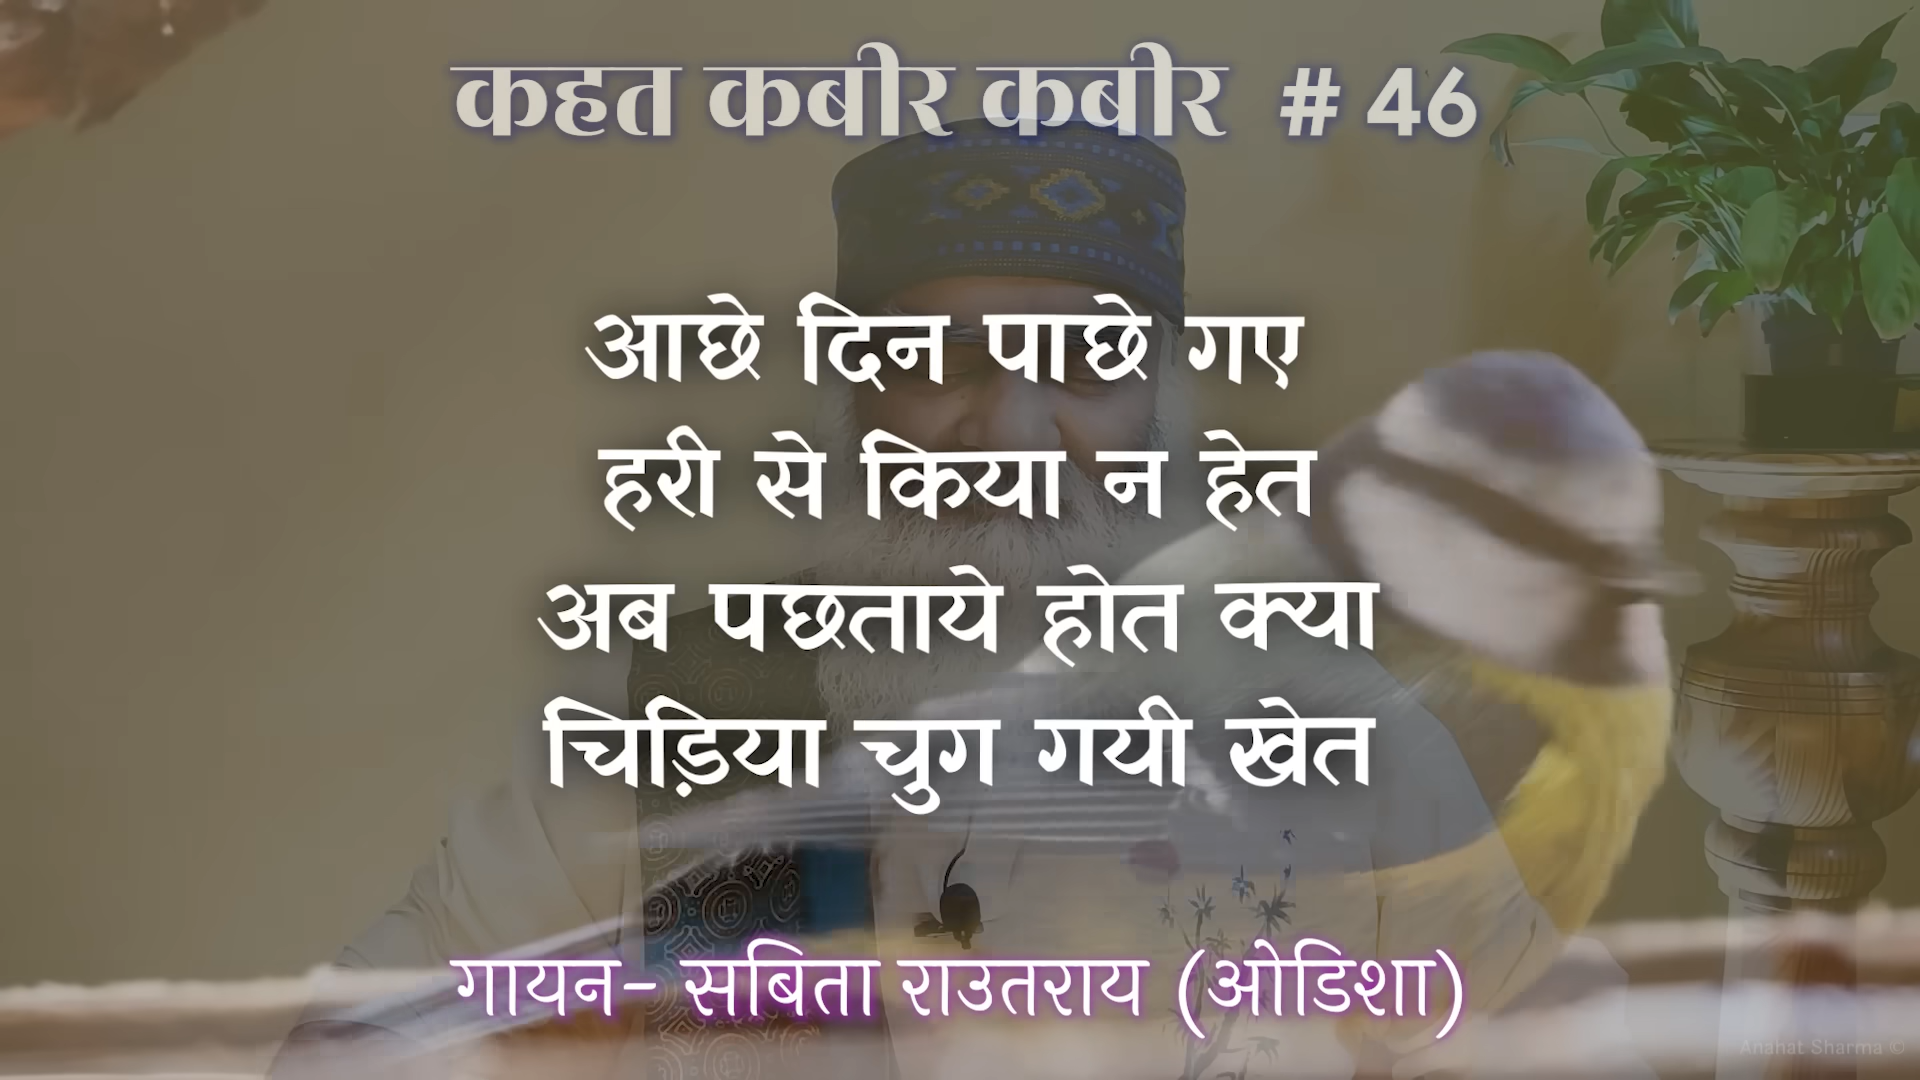 कहत कबीर कबीर # 46
आछे दिन पाछे गए
हरी से किया न हेत
अब पछताये होत क्या
चिड़िया चुग गयी खेत
गायन- सबिता राउतराय (ओडिशा)
Anahat Sharma ©